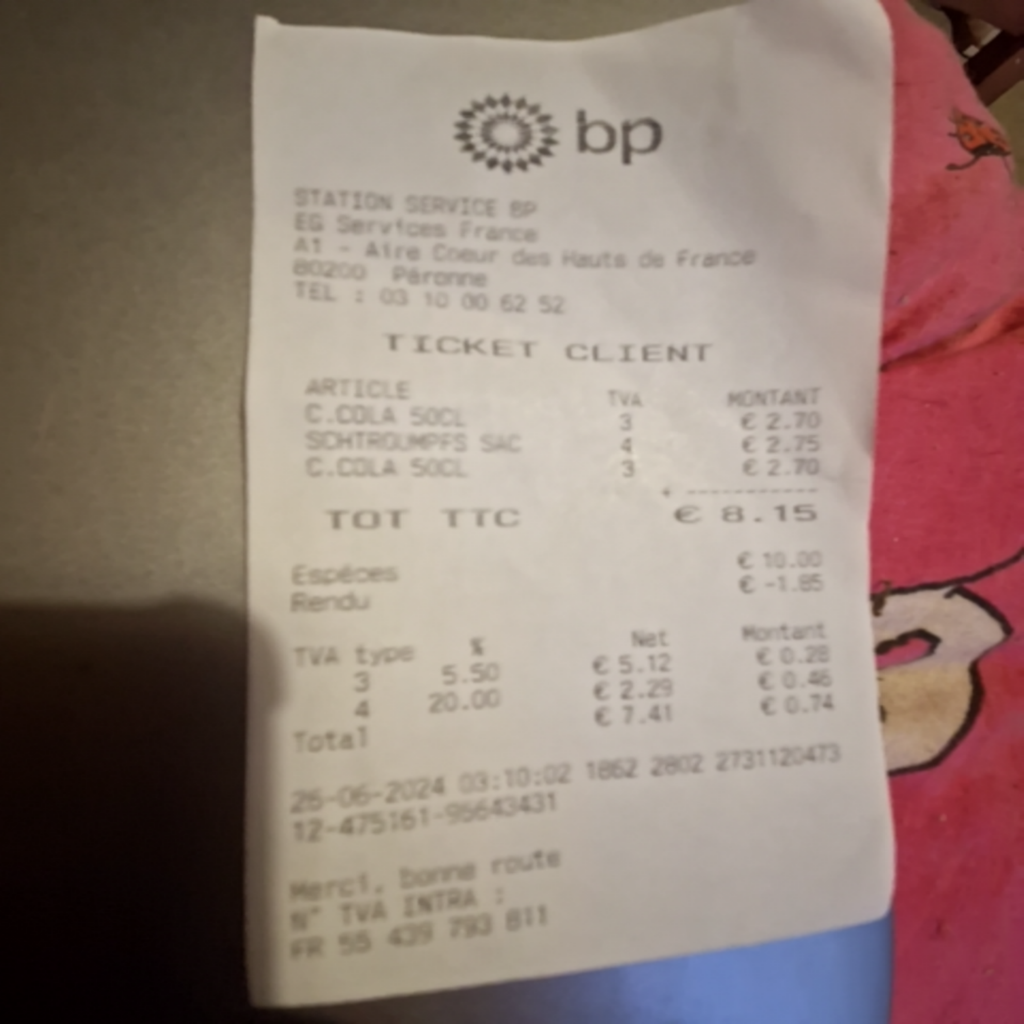 bp
STATION SERVICE BP
EG Services France
A1 - Aire Coeur des Hauts de France
80200 Péronne
TEL : 03 10 00 62 52
TICKET CLIENT
ARTICLE TVA MONTANT
C.COLA 50CL 3 € 2.70
SCHTROUMPFS SAC 4 € 2.75
C.COLA 50CL 3 € 2.70
+ -----------
TOT TTC € 8.15
Espèces € 10.00
Rendu € -1.85
TVA type % Net Montant
3 5.50 € 5.12 € 0.28
4 20.00 € 2.29 € 0.46
Total € 7.41 € 0.74
26-06-2024 03:10:02 1862 2802 2731120473
12-475161-96643431
Merci, bonne route
N° TVA INTRA :
FR 55 439 793 811